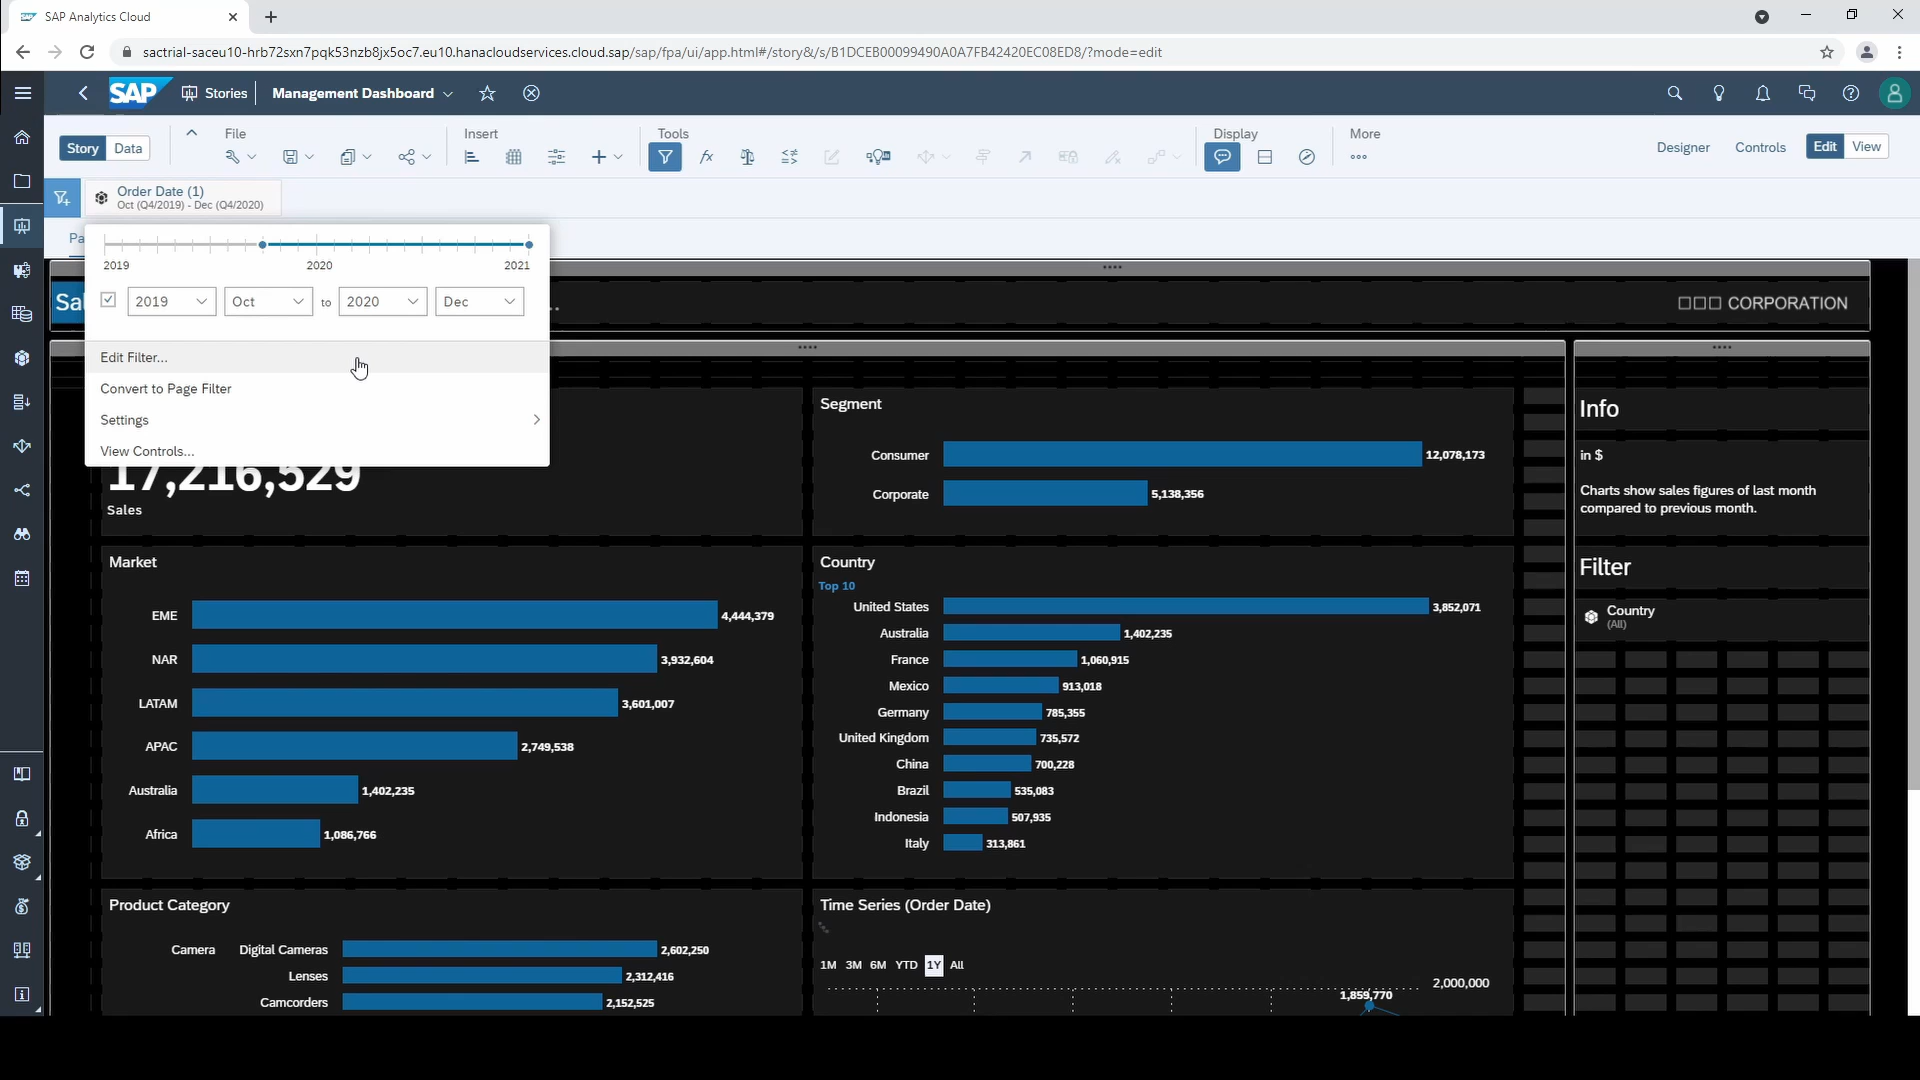 SAP Analytics Cloud
sactrial-saceu10-hrb72sxn7pqk53nzb8jx5oc7.eu10.hanacloudservices.cloud.sap/sap/fpa/ui/app.html#/story&/s/B1DCEB00099490A0A7FB42420EC08ED8/?mode=edit
SAP Stories Management Dashboard
File Insert Tools Display More
Story Data Designer Controls Edit View
Order Date (1)
Oct (Q4/2019) - Dec (Q4/2020)
Pa
2019 2020 2021
2019 Oct to 2020 Dec
Sal
..
CORPORATION
Edit Filter...
Convert to Page Filter
Settings
View Controls...
17,216,529
Sales
Segment
Consumer 12,078,173
Corporate 5,138,356
Info
in $
Charts show sales figures of last month
compared to previous month.
Filter
Country
(All)
Market
EME 4,444,379
NAR 3,932,604
LATAM 3,601,007
APAC 2,749,538
Australia 1,402,235
Africa 1,086,766
Country
Top 10
United States 3,852,071
Australia 1,402,235
France 1,060,915
Mexico 913,018
Germany 785,355
United Kingdom 735,572
China 700,228
Brazil 535,083
Indonesia 507,935
Italy 313,861
Product Category
Camera Digital Cameras 2,602,250
Lenses 2,312,416
Camcorders 2,152,525
Time Series (Order Date)
1M 3M 6M YTD 1Y All
2,000,000
1,859,770